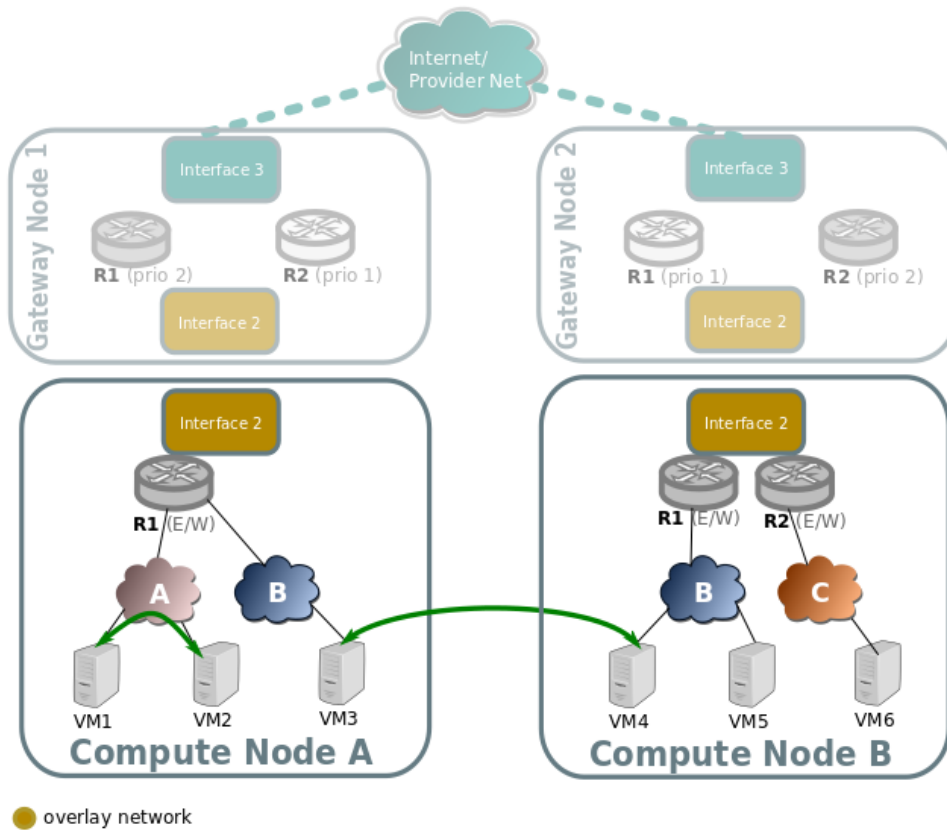 Internet/
Provider Net
Gateway Node 1
Interface 3
R1 (prio 2)
R2 (prio 1)
Interface 2
Gateway Node 2
Interface 3
R1 (prio 1)
R2 (prio 2)
Interface 2
Interface 2
R1 (E/W)
A
B
VM1
VM2
VM3
Compute Node A
Interface 2
R1 (E/W)
R2 (E/W)
B
C
VM4
VM5
VM6
Compute Node B
overlay network